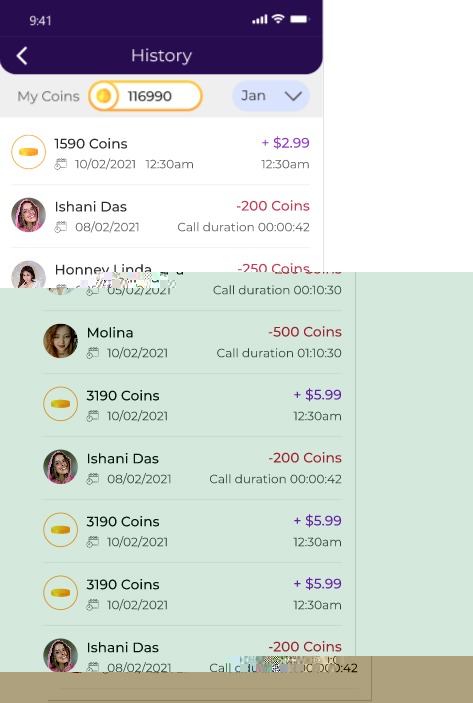 9:41
History
My Coins 116990 Jan
1590 Coins + $2.99
10/02/2021 12:30am 12:30am
Ishani Das -200 Coins
08/02/2021 Call duration 00:00:42
Honney Linda -250 Coins
05/02/2021 Call duration 00:10:30
Molina -500 Coins
10/02/2021 Call duration 01:10:30
3190 Coins + $5.99
10/02/2021 12:30am
Ishani Das -200 Coins
08/02/2021 Call duration 00:00:42
3190 Coins + $5.99
10/02/2021 12:30am
3190 Coins + $5.99
10/02/2021 12:30am
Ishani Das -200 Coins
08/02/2021 Call